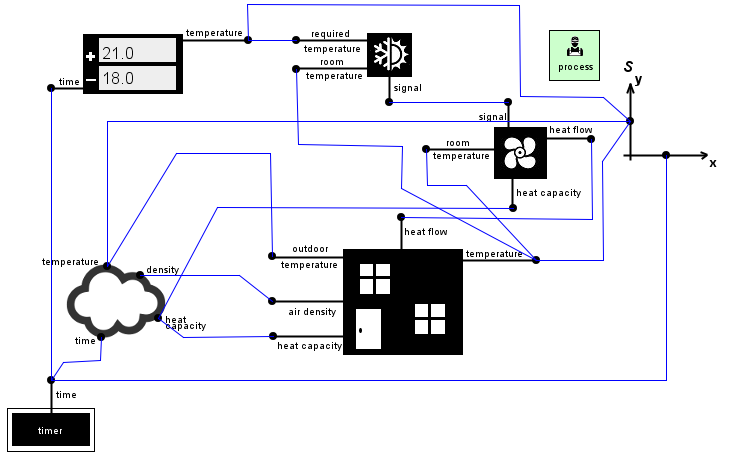 temperature
required
temperature
S
y
+ 21.0
- 18.0
room
temperature
process
time
signal
signal
heat flow
room
temperature
x
heat capacity
heat flow
outdoor
temperature
temperature
temperature
density
air density
heat
capacity
time
heat capacity
time
timer